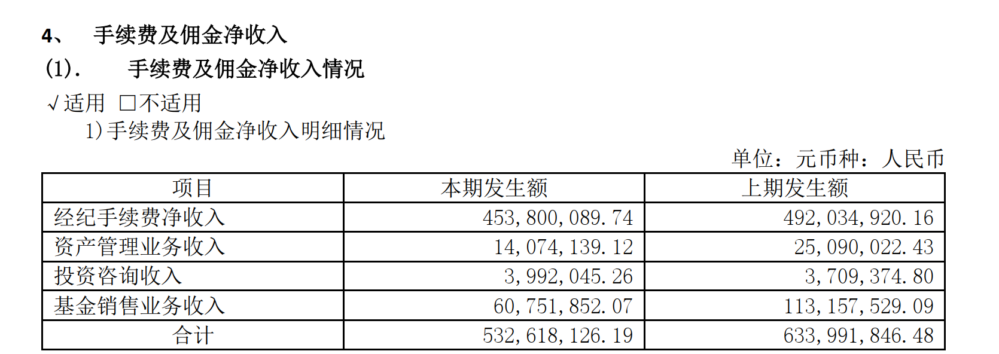 4、 手续费及佣金净收入
(1). 手续费及佣金净收入情况
√适用 □不适用
1)手续费及佣金净收入明细情况
单位：元币种：人民币
项目 本期发生额 上期发生额
经纪手续费净收入 453,800,089.74 492,034,920.16
资产管理业务收入 14,074,139.12 25,090,022.43
投资咨询收入 3,992,045.26 3,709,374.80
基金销售业务收入 60,751,852.07 113,157,529.09
合计 532,618,126.19 633,991,846.48